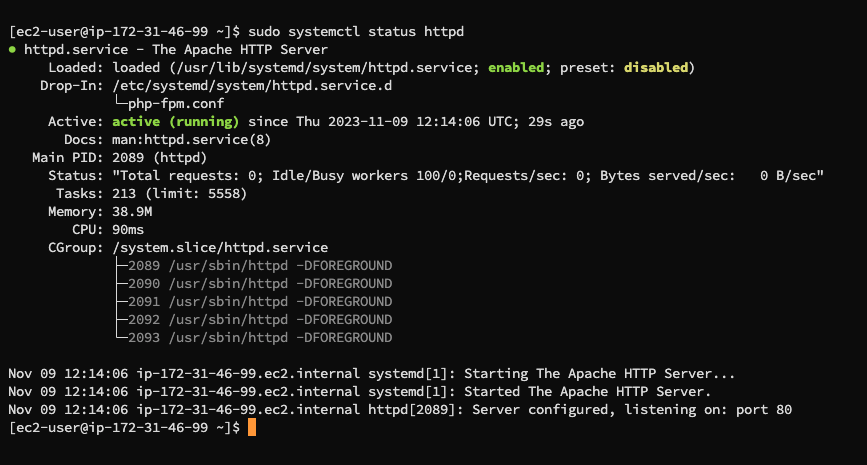 [ec2-user@ip-172-31-46-99 ~]$ sudo systemctl status httpd
● httpd.service - The Apache HTTP Server
     Loaded: loaded (/usr/lib/systemd/system/httpd.service; enabled; preset: disabled)
    Drop-In: /etc/systemd/system/httpd.service.d
             └─php-fpm.conf
     Active: active (running) since Thu 2023-11-09 12:14:06 UTC; 29s ago
       Docs: man:httpd.service(8)
   Main PID: 2089 (httpd)
     Status: "Total requests: 0; Idle/Busy workers 100/0;Requests/sec: 0; Bytes served/sec:   0 B/sec"
      Tasks: 213 (limit: 5558)
     Memory: 38.9M
        CPU: 90ms
     CGroup: /system.slice/httpd.service
             ├─2089 /usr/sbin/httpd -DFOREGROUND
             ├─2090 /usr/sbin/httpd -DFOREGROUND
             ├─2091 /usr/sbin/httpd -DFOREGROUND
             ├─2092 /usr/sbin/httpd -DFOREGROUND
             └─2093 /usr/sbin/httpd -DFOREGROUND
Nov 09 12:14:06 ip-172-31-46-99.ec2.internal systemd[1]: Starting The Apache HTTP Server...
Nov 09 12:14:06 ip-172-31-46-99.ec2.internal systemd[1]: Started The Apache HTTP Server.
Nov 09 12:14:06 ip-172-31-46-99.ec2.internal httpd[2089]: Server configured, listening on: port 80
[ec2-user@ip-172-31-46-99 ~]$